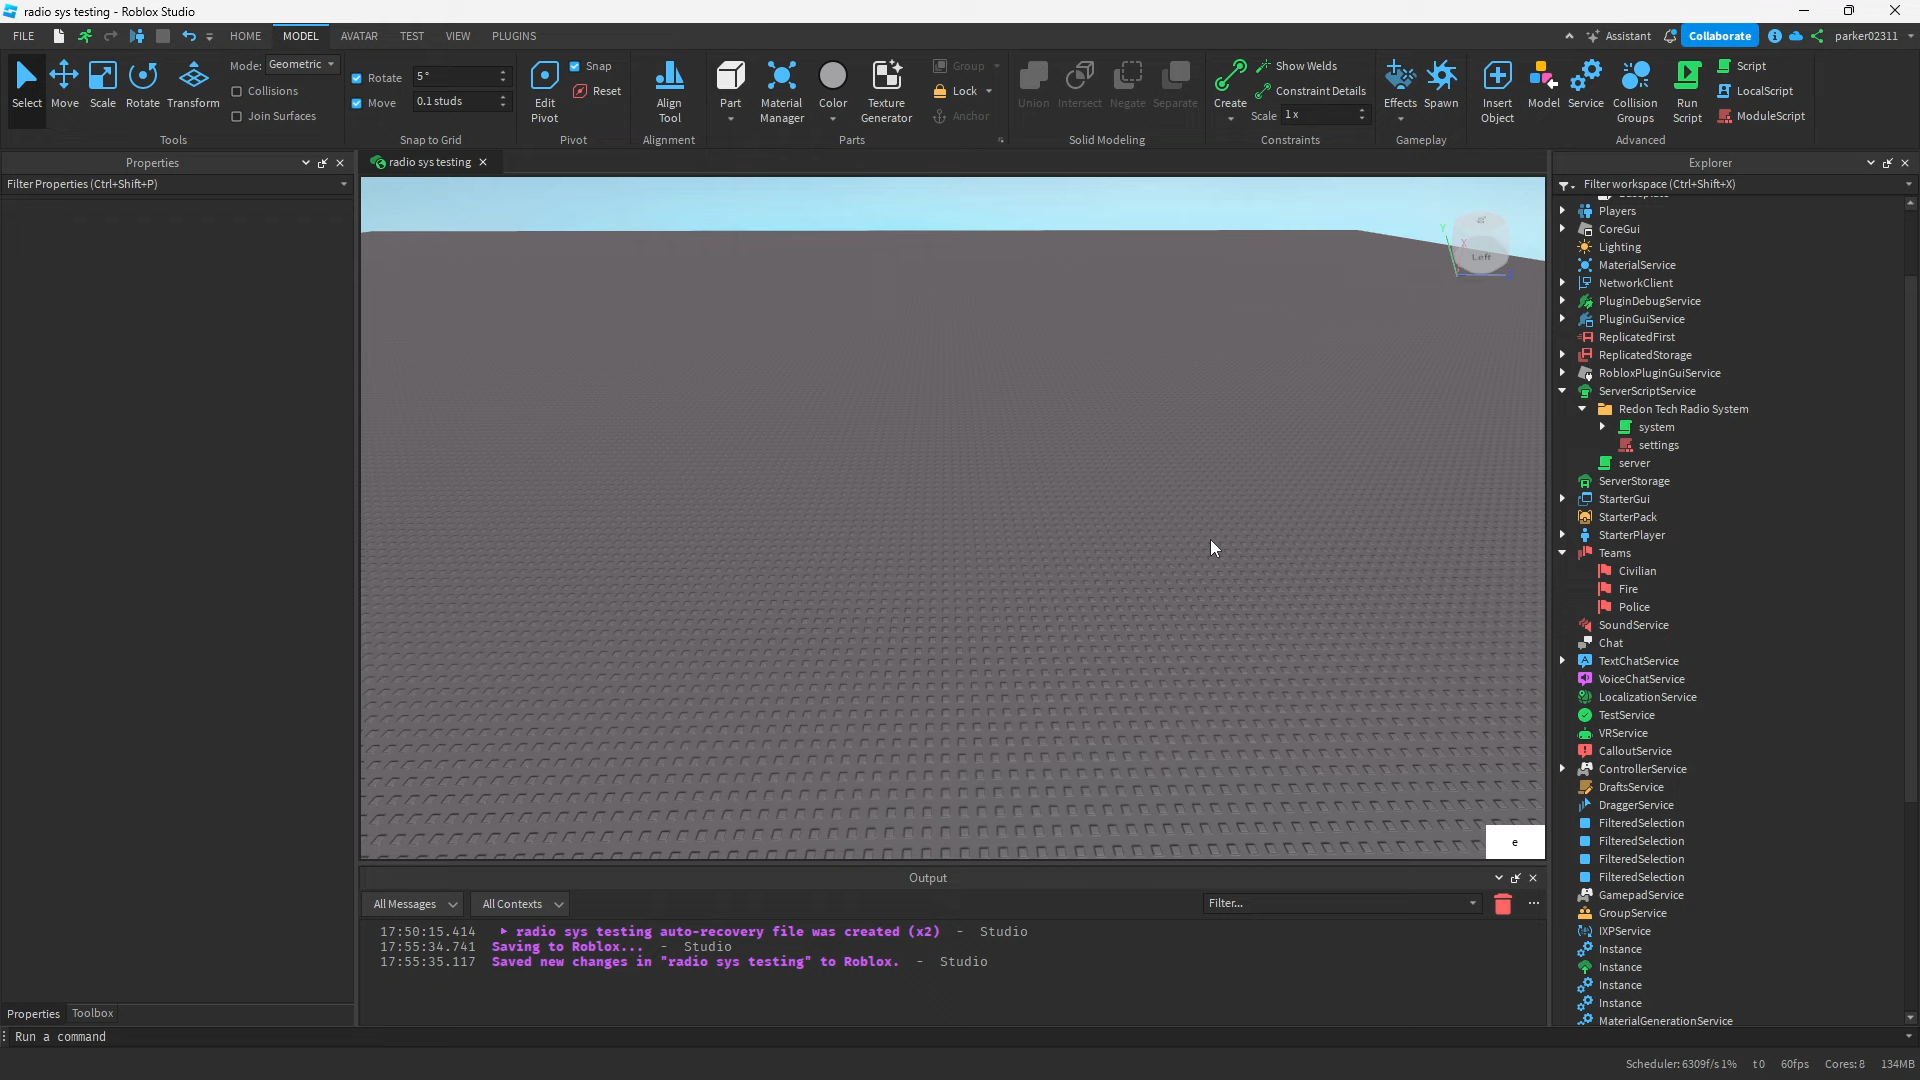 radio sys testing - Roblox Studio
FILE HOME MODEL AVATAR TEST VIEW PLUGINS Assistant Collaborate parker02311
Select Move Scale Rotate Transform
Mode: Geometric
Collisions
Join Surfaces
Tools
Rotate 5°
Move 0.1 studs
Snap to Grid
Edit Pivot
Snap
Reset
Pivot
Align Tool
Alignment
Part
Material Manager
Color
Texture Generator
Group
Lock
Anchor
Parts
Union Intersect Negate Separate
Solid Modeling
Create
Show Welds
Constraint Details
Scale 1 x
Constraints
Effects Spawn
Gameplay
Insert Object
Model
Service
Collision Groups
Run Script
Script
LocalScript
ModuleScript
Advanced
Properties
Filter Properties (Ctrl+Shift+P)
radio sys testing
Left
Y
X
e
Output
All Messages All Contexts Filter...
17:50:15.414 radio sys testing auto-recovery file was created (x2) - Studio
17:55:34.741 Saving to Roblox... - Studio
17:55:35.117 Saved new changes in "radio sys testing" to Roblox. - Studio
Explorer
Filter workspace (Ctrl+Shift+X)
Players
CoreGui
Lighting
MaterialService
NetworkClient
PluginDebugService
PluginGuiService
ReplicatedFirst
ReplicatedStorage
RobloxPluginGuiService
ServerScriptService
Redon Tech Radio System
system
settings
server
ServerStorage
StarterGui
StarterPack
StarterPlayer
Teams
Civilian
Fire
Police
SoundService
Chat
TextChatService
VoiceChatService
LocalizationService
TestService
VRService
CalloutService
ControllerService
DraftsService
DraggerService
FilteredSelection
FilteredSelection
FilteredSelection
FilteredSelection
GamepadService
GroupService
IXPService
Instance
Instance
Instance
Instance
MaterialGenerationService
Properties Toolbox
Run a command
Scheduler: 6309f/s 1% t0 60fps Cores: 8 134MB